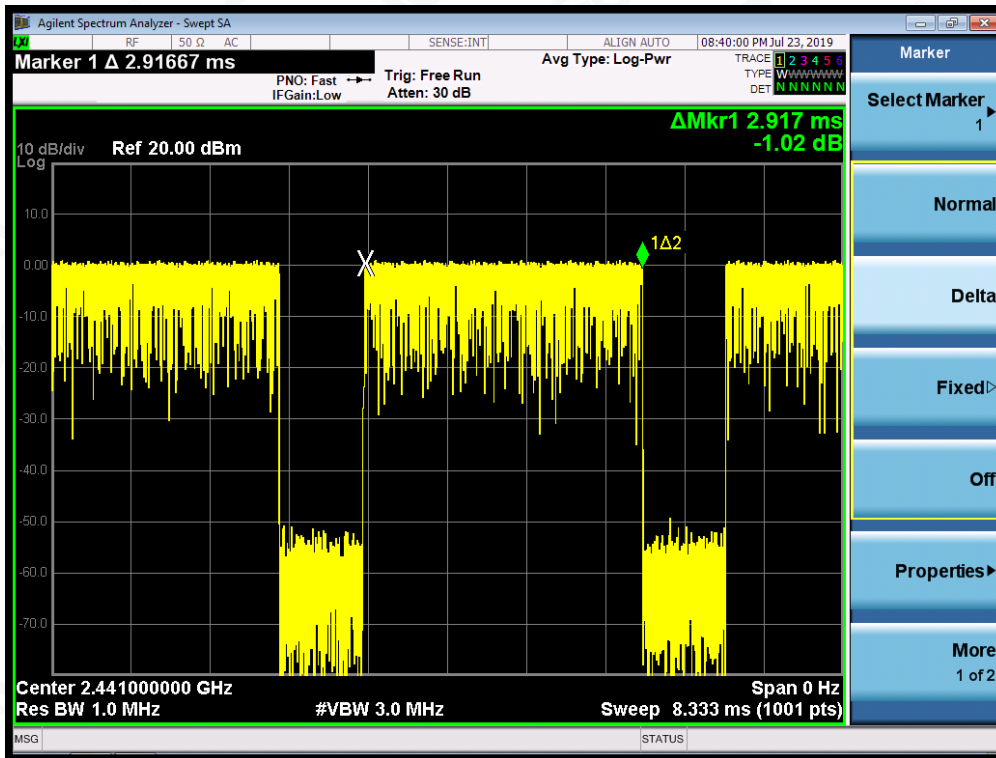 Agilent Spectrum Analyzer - Swept SA
LXI RF 50 Ω AC SENSE:INT ALIGN AUTO 08:40:00 PM Jul 23, 2019
Marker 1 Δ 2.91667 ms
PNO: Fast
IFGain:Low
Trig: Free Run
Atten: 30 dB
Avg Type: Log-Pwr
TRACE 1 2 3 4 5 6
TYPE WWWWWW
DET N N N N N N
ΔMkr1 2.917 ms
-1.02 dB
10 dB/div Ref 20.00 dBm
Log
10.0
0.00
-10.0
-20.0
-30.0
-40.0
-50.0
-60.0
-70.0
1Δ2
Center 2.441000000 GHz Span 0 Hz
Res BW 1.0 MHz #VBW 3.0 MHz Sweep 8.333 ms (1001 pts)
MSG STATUS
Marker
Select Marker
1
Normal
Delta
Fixed
Off
Properties
More
1 of 2